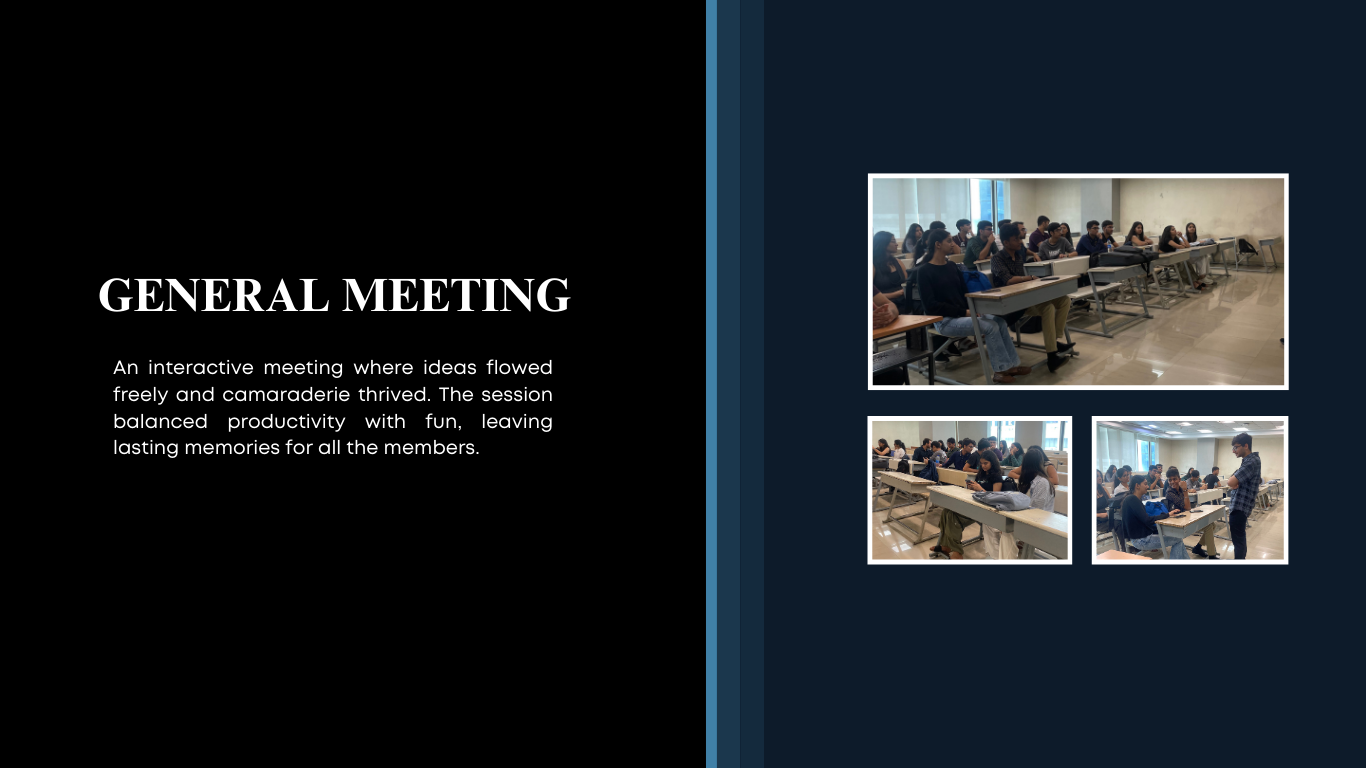 GENERAL MEETING
An interactive meeting where ideas flowed
freely and camaraderie thrived. The session
balanced productivity with fun, leaving
lasting memories for all the members.